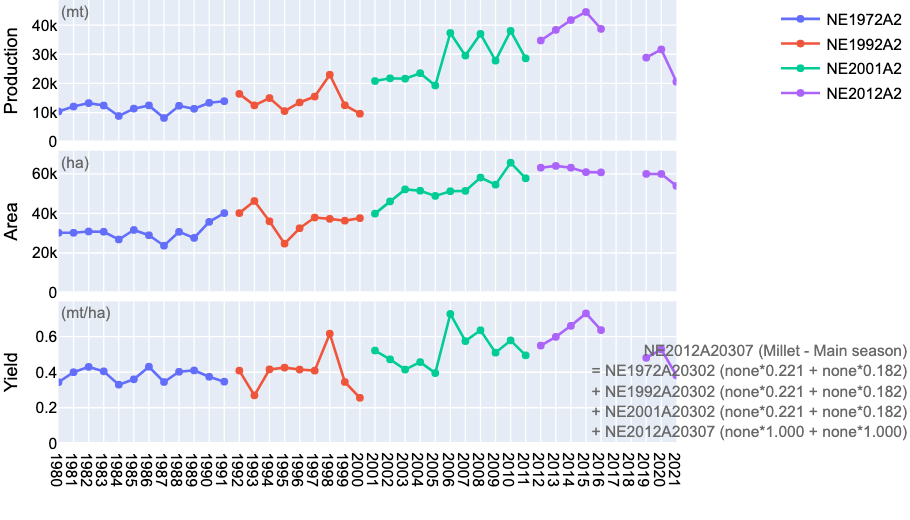 (mt)
Production
40k
30k
20k
10k
0
NE1972A2
NE1992A2
NE2001A2
NE2012A2
(ha)
Area
60k
40k
20k
0
(mt/ha)
Yield
0.6
0.4
0.2
0
NE2012A20307 (Millet - Main season)
= NE1972A20302 (none*0.221 + none*0.182)
+ NE1992A20302 (none*0.221 + none*0.182)
+ NE2001A20302 (none*0.221 + none*0.182)
+ NE2012A20307 (none*1.000 + none*1.000)
1980
1981
1982
1983
1984
1985
1986
1987
1988
1989
1990
1991
1992
1993
1994
1995
1996
1997
1998
1999
2000
2001
2002
2003
2004
2005
2006
2007
2008
2009
2010
2011
2012
2013
2014
2015
2016
2017
2018
2019
2020
2021